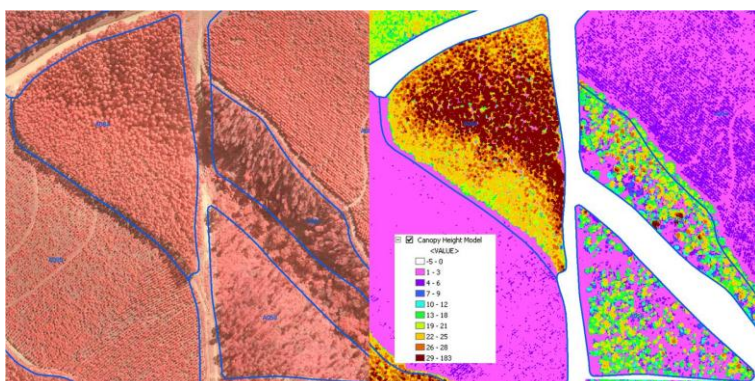 Canopy Height Model
<VALUE>
-5 - 0
1 - 3
4 - 6
7 - 9
10 - 12
13 - 18
19 - 21
22 - 25
26 - 28
29 - 183